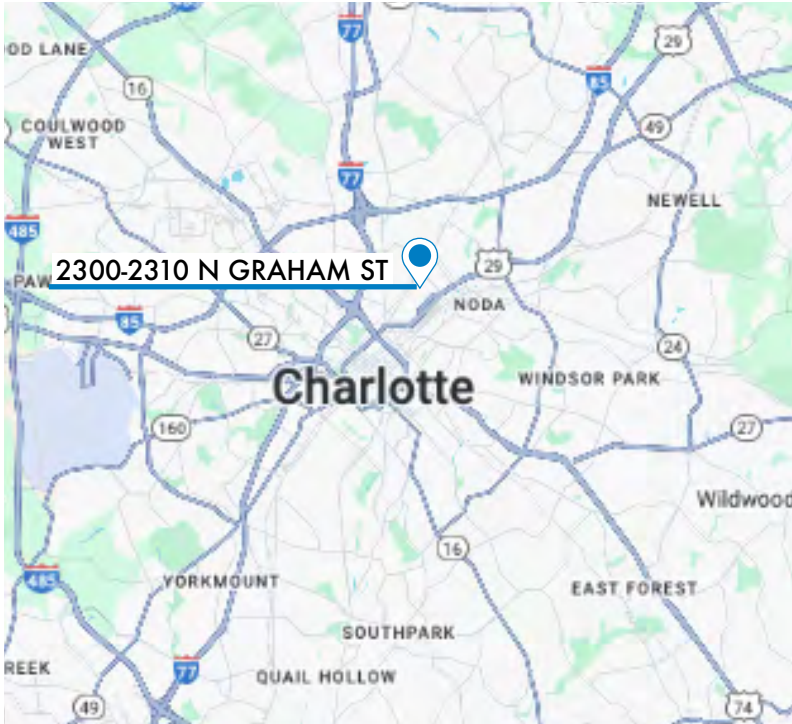 OOD LANE
77
29
85
16
COULWOOD
WEST
49
77
NEWELL
485
2300-2310 N GRAHAM ST
29
PAW
NODA
85
27
24
Charlotte
WINDSOR PARK
160
27
Wildwood
16
485
YORKMOUNT
EAST FOREST
SOUTHPARK
REEK
77
QUAIL HOLLOW
49
74